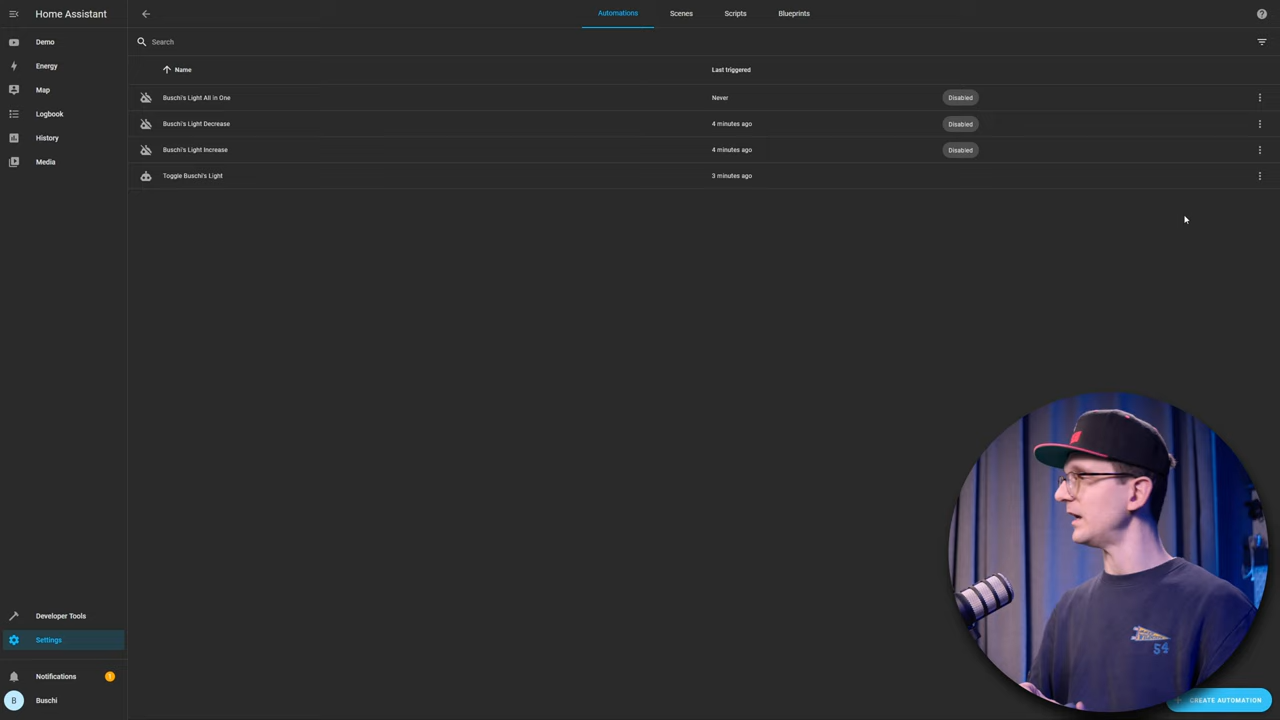 Home Assistant
Automations
Scenes
Scripts
Blueprints
Demo
Search
Energy
Name
Last triggered
Map
Buschi's Light All in One
Never
Disabled
Logbook
Buschi's Light Decrease
4 minutes ago
Disabled
History
Buschi's Light Increase
4 minutes ago
Disabled
Media
Toggle Buschi's Light
3 minutes ago
Developer Tools
Settings
Notifications
1
B
Buschi
CREATE AUTOMATION
54